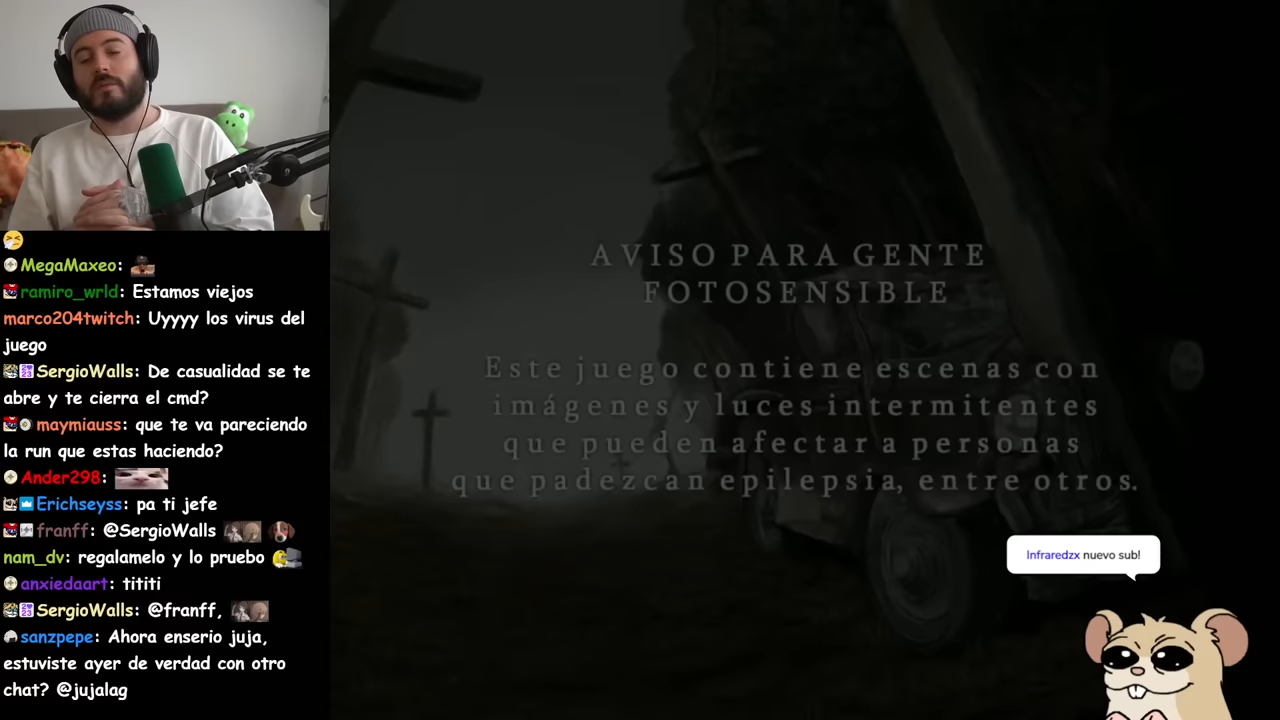 MegaMaxeo:
ramiro_wrld: Estamos viejos
marco204twitch: Uyyyy los virus del
juego
SergioWalls: De casualidad se te
abre y te cierra el cmd?
maymiauss: que te va pareciendo
la run que estas haciendo?
Ander298:
Erichseyss: pa ti jefe
franff: @SergioWalls
nam_dv: regalamelo y lo pruebo
anxiedaart: tititi
SergioWalls: @franff,
sanzpepe: Ahora enserio juja,
estuviste ayer de verdad con otro
chat? @jujalag
AVISO PARA GENTE
FOTOSENSIBLE
Este juego contiene escenas con
imágenes y luces intermitentes
que pueden afectar a personas
que padezcan epilepsia, entre otros.
Infraredzx nuevo sub!